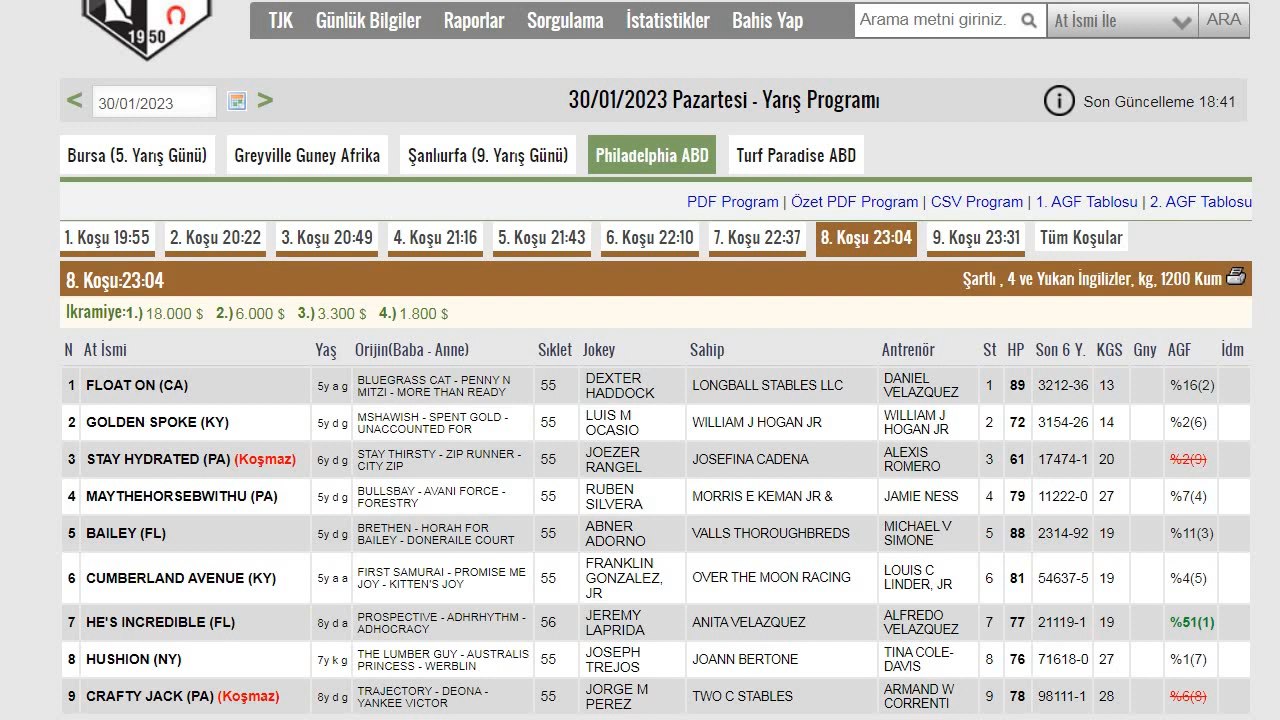 1950
TJK Günlük Bilgiler Raporlar Sorgulama İstatistikler Bahis Yap Arama metni giriniz. At İsmi İle ARA
< 30/01/2023 > 30/01/2023 Pazartesi - Yarış Programı Son Güncelleme 18:41
Bursa (5. Yarış Günü) Greyville Guney Afrika Şanlıurfa (9. Yarış Günü) Philadelphia ABD Turf Paradise ABD
PDF Program | Özet PDF Program | CSV Program | 1. AGF Tablosu | 2. AGF Tablosu
1. Koşu 19:55 2. Koşu 20:22 3. Koşu 20:49 4. Koşu 21:16 5. Koşu 21:43 6. Koşu 22:10 7. Koşu 22:37 8. Koşu 23:04 9. Koşu 23:31 Tüm Koşular
8. Koşu:23:04 Şartlı , 4 ve Yukarı İngilizler, kg, 1200 Kum
Ikramiye:1.) 18.000 $ 2.) 6.000 $ 3.) 3.300 $ 4.) 1.800 $
N At İsmi Yaş Orijin(Baba - Anne) Sıklet Jokey Sahip Antrenör St HP Son 6 Y. KGS Gny AGF İdm
1 FLOAT ON (CA) 5y a g BLUEGRASS CAT - PENNY N MITZI - MORE THAN READY 55 DEXTER HADDOCK LONGBALL STABLES LLC DANIEL VELAZQUEZ 1 89 3212-36 13 %16(2)
2 GOLDEN SPOKE (KY) 5y d g MSHAWISH - SPENT GOLD - UNACCOUNTED FOR 55 LUIS M OCASIO WILLIAM J HOGAN JR WILLIAM J HOGAN JR 2 72 3154-26 14 %2(6)
3 STAY HYDRATED (PA) (Koşmaz) 6y d g STAY THIRSTY - ZIP RUNNER - CITY ZIP 55 JOEZER RANGEL JOSEFINA CADENA ALEXIS ROMERO 3 61 17474-1 20 %2(9)
4 MAYTHEHORSEBWITHU (PA) 5y d g BULLSBAY - AVANI FORCE - FORESTRY 55 RUBEN SILVERA MORRIS E KEMAN JR & JAMIE NESS 4 79 11222-0 27 %7(4)
5 BAILEY (FL) 5y d g BRETHEN - HORAH FOR BAILEY - DONERAILE COURT 55 ABNER ADORNO VALLS THOROUGHBREDS MICHAEL V SIMONE 5 88 2314-92 19 %11(3)
6 CUMBERLAND AVENUE (KY) 5y a a FIRST SAMURAI - PROMISE ME JOY - KITTEN'S JOY 55 FRANKLIN GONZALEZ, JR OVER THE MOON RACING LOUIS C LINDER, JR 6 81 54637-5 19 %4(5)
7 HE'S INCREDIBLE (FL) 8y d a PROSPECTIVE - ADHRHYTHM - ADHOCRACY 56 JEREMY LAPRIDA ANITA VELAZQUEZ ALFREDO VELAZQUEZ 7 77 21119-1 19 %51(1)
8 HUSHION (NY) 7y k g THE LUMBER GUY - AUSTRALIS PRINCESS - WERBLIN 55 JOSEPH TREJOS JOANN BERTONE TINA COLE-DAVIS 8 76 71618-0 27 %1(7)
9 CRAFTY JACK (PA) (Koşmaz) 8y d g TRAJECTORY - DEONA - YANKEE VICTOR 55 JORGE M PEREZ TWO C STABLES ARMAND W CORRENTI 9 78 98111-1 28 %6(8)